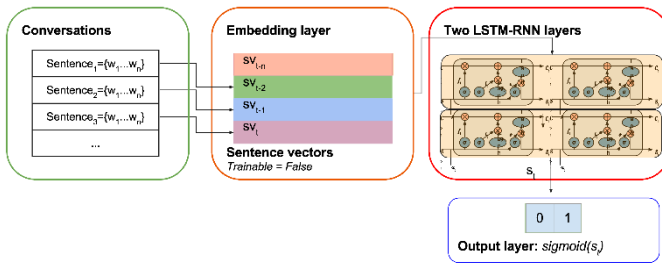 Conversations
Sentence₁={w₁...wₙ}
Sentence₂={w₁...wₙ}
Sentence₃={w₁...wₙ}
...
Embedding layer
SVₜ₋ₙ
SVₜ₋₂
SVₜ₋₁
SVₜ
Sentence vectors
Trainable = False
Two LSTM-RNN layers
Sₜ
0 1
Output layer: sigmoid(sₜ)